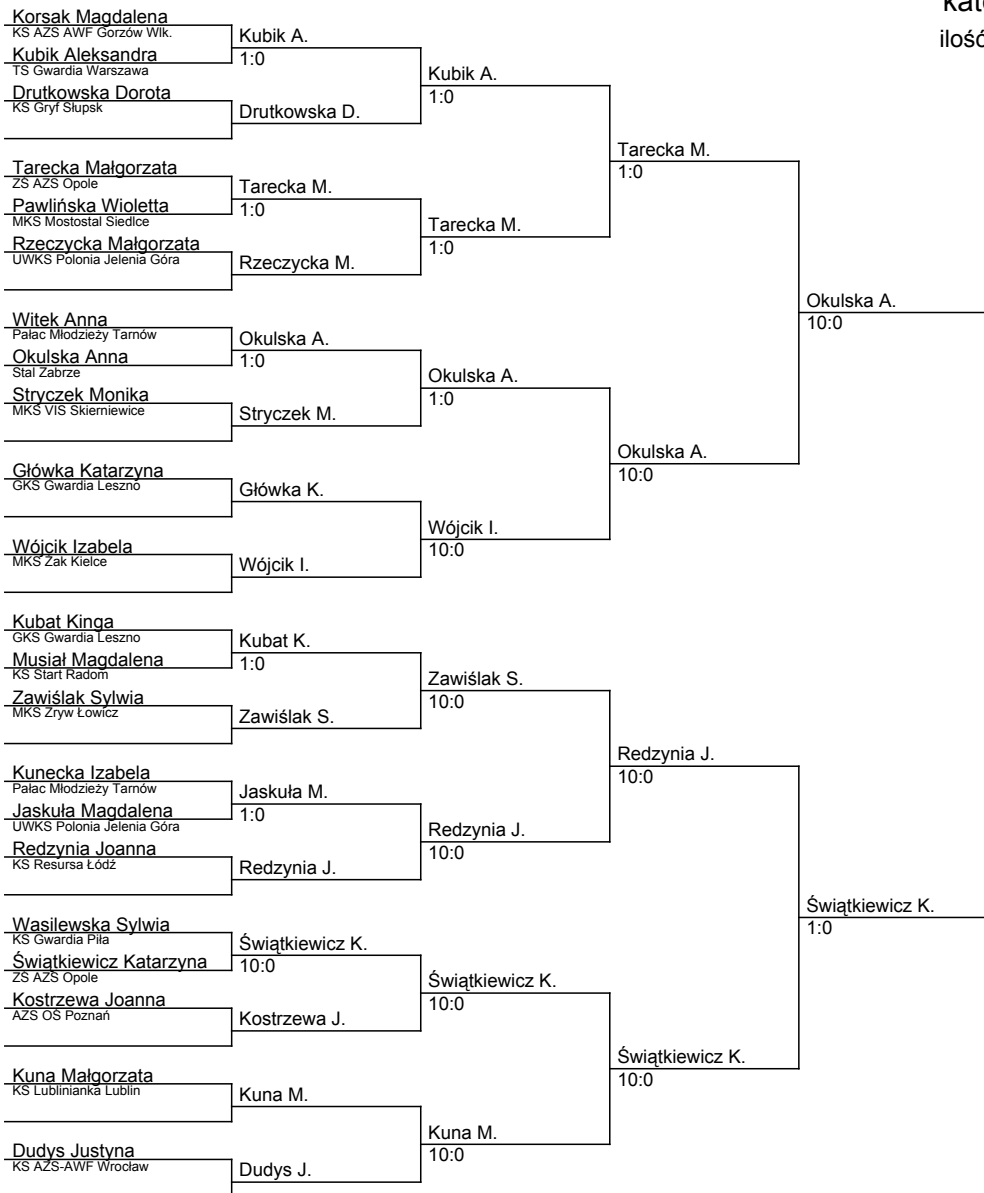 kat
ilość
Korsak Magdalena
KS AZS AWF Gorzów Wlk.
Kubik Aleksandra
TS Gwardia Warszawa
Drutkowska Dorota
KS Gryf Słupsk
Tarecka Małgorzata
ZŚ AZS Opole
Pawlińska Wioletta
MKS Mostostal Siedlce
Rzeczycka Małgorzata
UWKS Polonia Jelenia Góra
Witek Anna
Pałac Młodzieży Tarnów
Okulska Anna
Stal Zabrze
Stryczek Monika
MKS VIS Skierniewice
Główka Katarzyna
GKS Gwardia Leszno
Wójcik Izabela
MKS Żak Kielce
Kubat Kinga
GKS Gwardia Leszno
Musiał Magdalena
KS Start Radom
Zawiślak Sylwia
MKS Zryw Łowicz
Kunecka Izabela
Pałac Młodzieży Tarnów
Jaskuła Magdalena
UWKS Polonia Jelenia Góra
Redzynia Joanna
KS Resursa Łódź
Wasilewska Sylwia
KS Gwardia Piła
Świątkiewicz Katarzyna
ZŚ AZS Opole
Kostrzewa Joanna
AZS OŚ Poznań
Kuna Małgorzata
KS Lublinianka Lublin
Dudys Justyna
KS AZS-AWF Wrocław
Kubik A.
1:0
Drutkowska D.
Tarecka M.
1:0
Rzeczycka M.
Okulska A.
1:0
Stryczek M.
Główka K.
Wójcik I.
Kubat K.
1:0
Zawiślak S.
Jaskuła M.
1:0
Redzynia J.
Świątkiewicz K.
10:0
Kostrzewa J.
Kuna M.
Dudys J.
Kubik A.
1:0
Tarecka M.
1:0
Okulska A.
1:0
Wójcik I.
10:0
Zawiślak S.
10:0
Redzynia J.
10:0
Świątkiewicz K.
10:0
Kuna M.
10:0
Tarecka M.
1:0
Okulska A.
10:0
Redzynia J.
10:0
Świątkiewicz K.
10:0
Okulska A.
10:0
Świątkiewicz K.
1:0